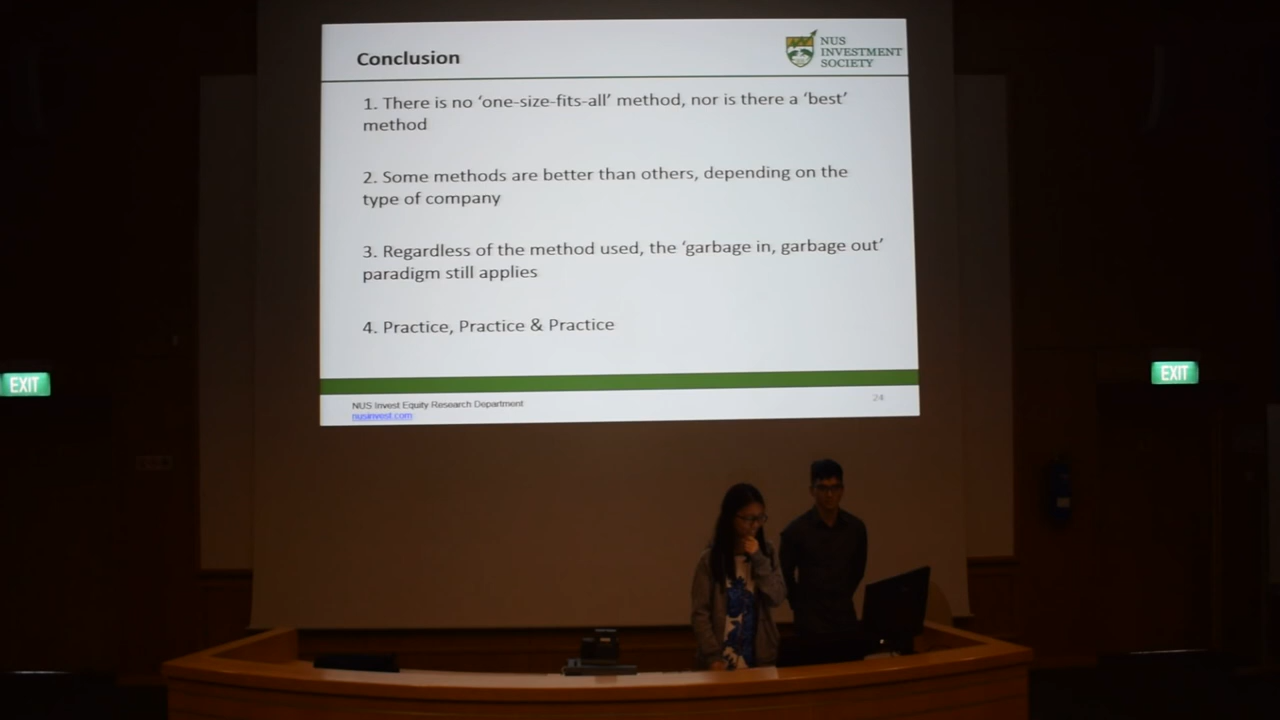 Conclusion
NUS
INVESTMENT
SOCIETY
1. There is no ‘one-size-fits-all’ method, nor is there a ‘best’
method
2. Some methods are better than others, depending on the
type of company
3. Regardless of the method used, the ‘garbage in, garbage out’
paradigm still applies
4. Practice, Practice & Practice
NUS Invest Equity Research Department
nusinvest.com
24
EXIT
EXIT